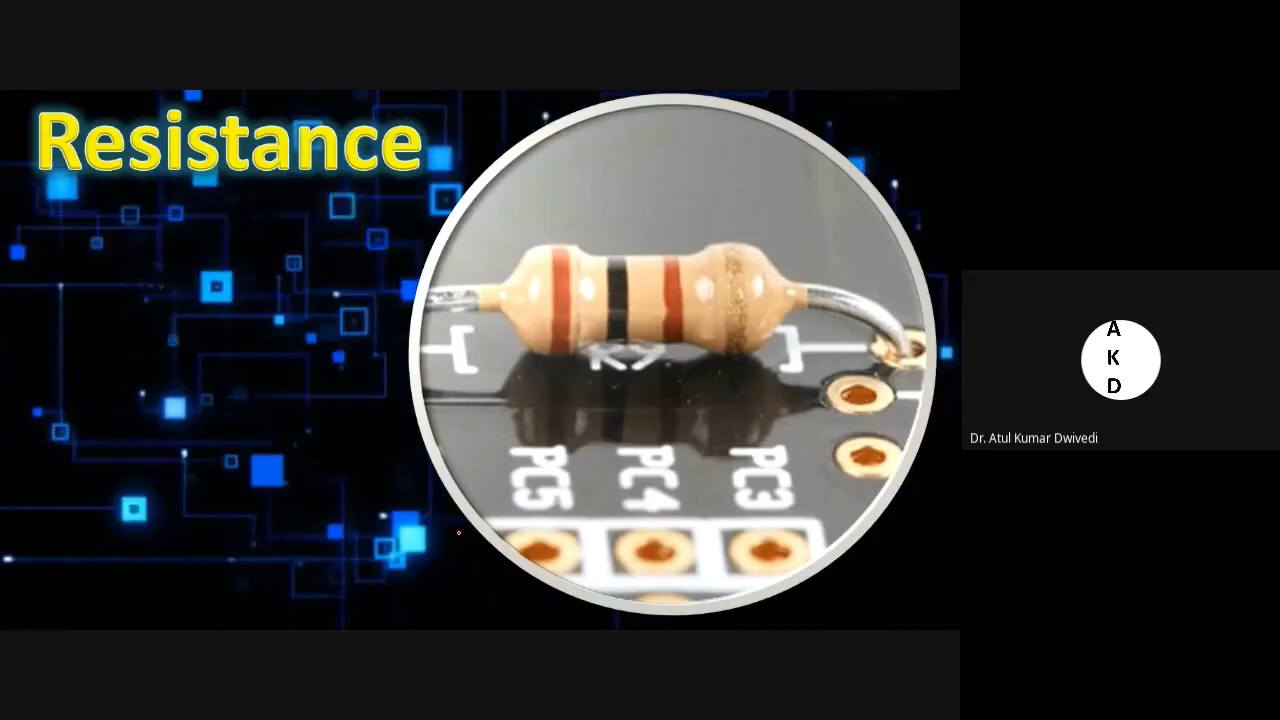 Resistance
PC5
PC4
PC3
A
K
D
Dr. Atul Kumar Dwivedi